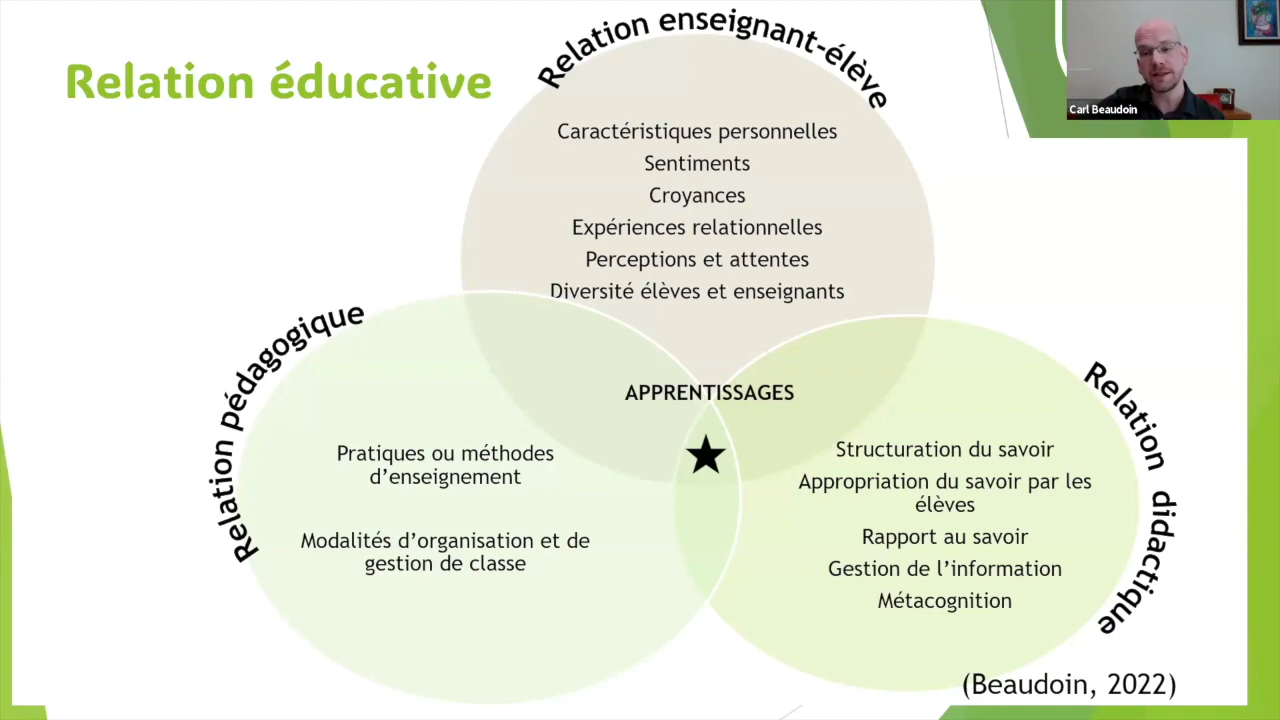 Relation éducative
Relation enseignant-élève
Carl Beaudoin
Caractéristiques personnelles
Sentiments
Croyances
Expériences relationnelles
Perceptions et attentes
Diversité élèves et enseignants
Relation pédagogique
Pratiques ou méthodes
d’enseignement
Modalités d’organisation et de
gestion de classe
APPRENTISSAGES
Relation didactique
Structuration du savoir
Appropriation du savoir par les
élèves
Rapport au savoir
Gestion de l’information
Métacognition
(Beaudoin, 2022)